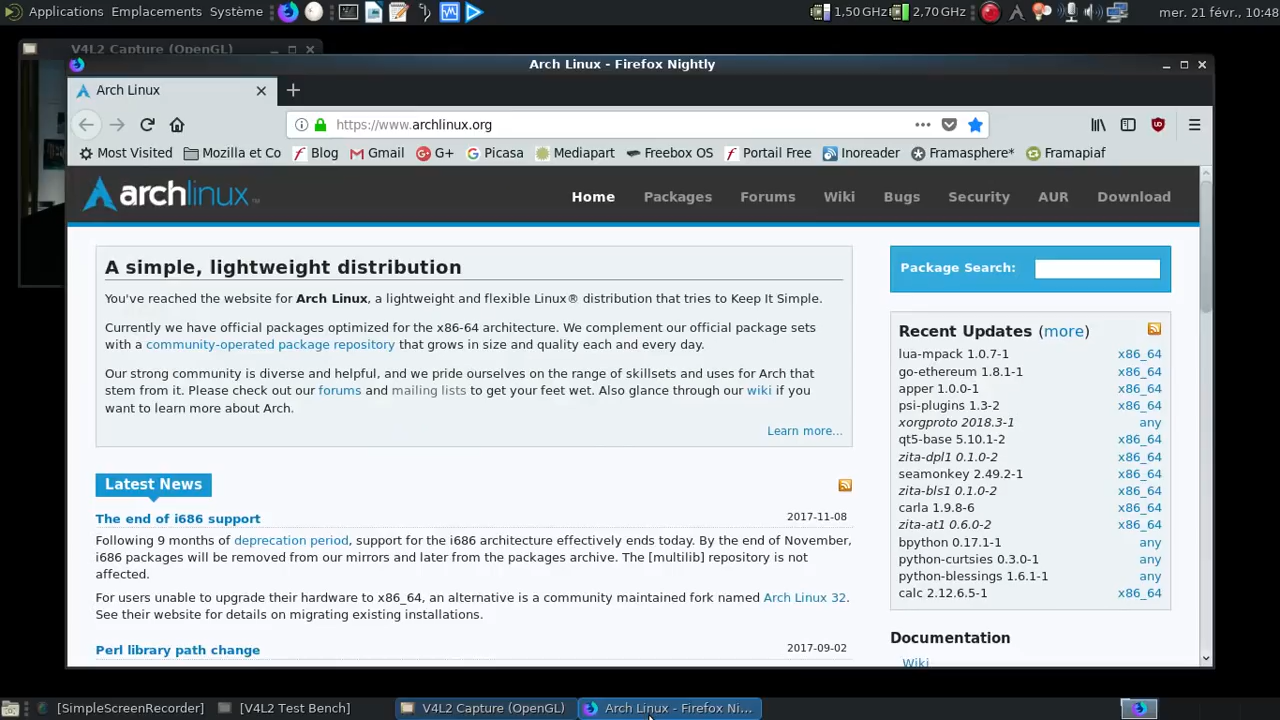 Applications Emplacements Système 1,50 GHz 2,70 GHz mer. 21 févr., 10:48
V4L2 Capture (OpenGL)
Arch Linux - Firefox Nightly
Arch Linux
https://www.archlinux.org
Most Visited Mozilla et Co Blog Gmail G+ Picasa Mediapart Freebox OS Portail Free Inoreader Framasphere* Framapiaf
archlinux Home Packages Forums Wiki Bugs Security AUR Download
A simple, lightweight distribution
You've reached the website for Arch Linux, a lightweight and flexible Linux® distribution that tries to Keep It Simple.
Currently we have official packages optimized for the x86-64 architecture. We complement our official package sets
with a community-operated package repository that grows in size and quality each and every day.
Our strong community is diverse and helpful, and we pride ourselves on the range of skillsets and uses for Arch that
stem from it. Please check out our forums and mailing lists to get your feet wet. Also glance through our wiki if you
want to learn more about Arch.
Learn more...
Latest News
The end of i686 support 2017-11-08
Following 9 months of deprecation period, support for the i686 architecture effectively ends today. By the end of November,
i686 packages will be removed from our mirrors and later from the packages archive. The [multilib] repository is not
affected.
For users unable to upgrade their hardware to x86_64, an alternative is a community maintained fork named Arch Linux 32.
See their website for details on migrating existing installations.
Perl library path change 2017-09-02
Package Search:
Recent Updates (more)
lua-mpack 1.0.7-1 x86_64
go-ethereum 1.8.1-1 x86_64
apper 1.0.0-1 x86_64
psi-plugins 1.3-2 x86_64
xorgproto 2018.3-1 any
qt5-base 5.10.1-2 x86_64
zita-dpl1 0.1.0-2 x86_64
seamonkey 2.49.2-1 x86_64
zita-bls1 0.1.0-2 x86_64
carla 1.9.8-6 x86_64
zita-at1 0.6.0-2 x86_64
bpython 0.17.1-1 any
python-curtsies 0.3.0-1 any
python-blessings 1.6.1-1 any
calc 2.12.6.5-1 x86_64
Documentation
Wiki
[SimpleScreenRecorder] [V4L2 Test Bench] V4L2 Capture (OpenGL) Arch Linux - Firefox Ni...